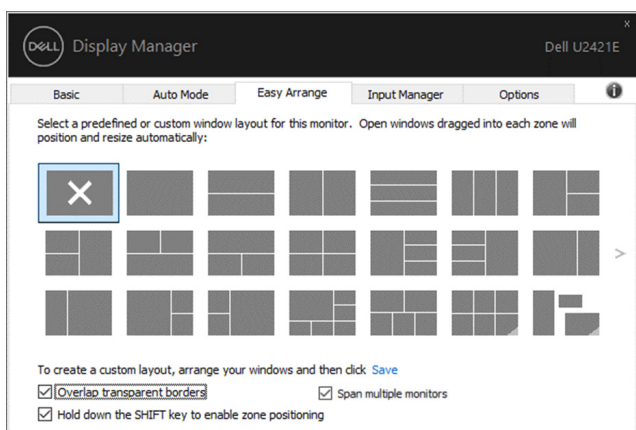 x
DELL Display Manager
Dell U2421E
Basic Auto Mode Easy Arrange Input Manager Options
Select a predefined or custom window layout for this monitor. Open windows dragged into each zone will
position and resize automatically:
>
To create a custom layout, arrange your windows and then click Save
Overlap transparent borders Span multiple monitors
Hold down the SHIFT key to enable zone positioning